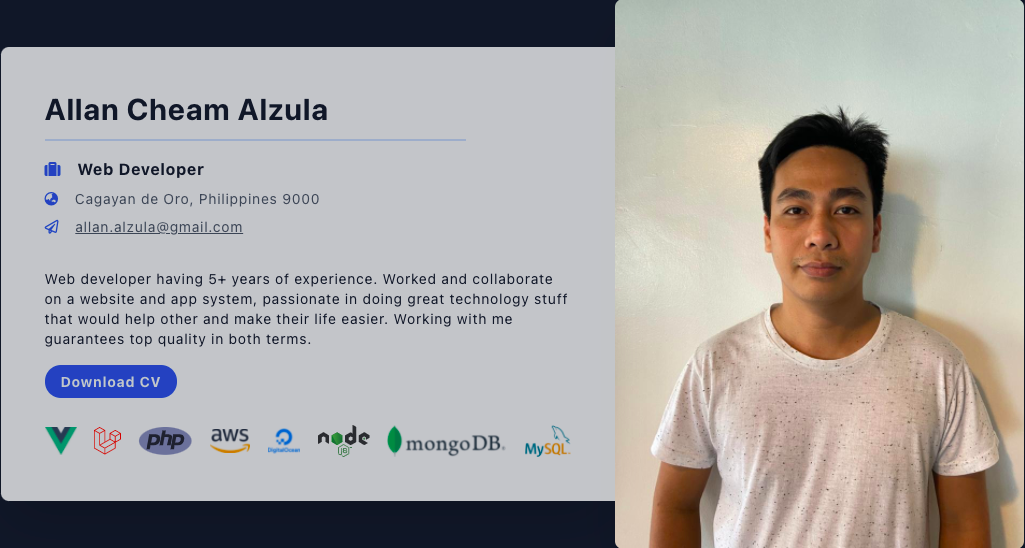 Allan Cheam Alzula
Web Developer
Cagayan de Oro, Philippines 9000
allan.alzula@gmail.com
Web developer having 5+ years of experience. Worked and collaborate
on a website and app system, passionate in doing great technology stuff
that would help other and make their life easier. Working with me
guarantees top quality in both terms.
Download CV
php aws DigitalOcean node JS mongoDB. MySQL